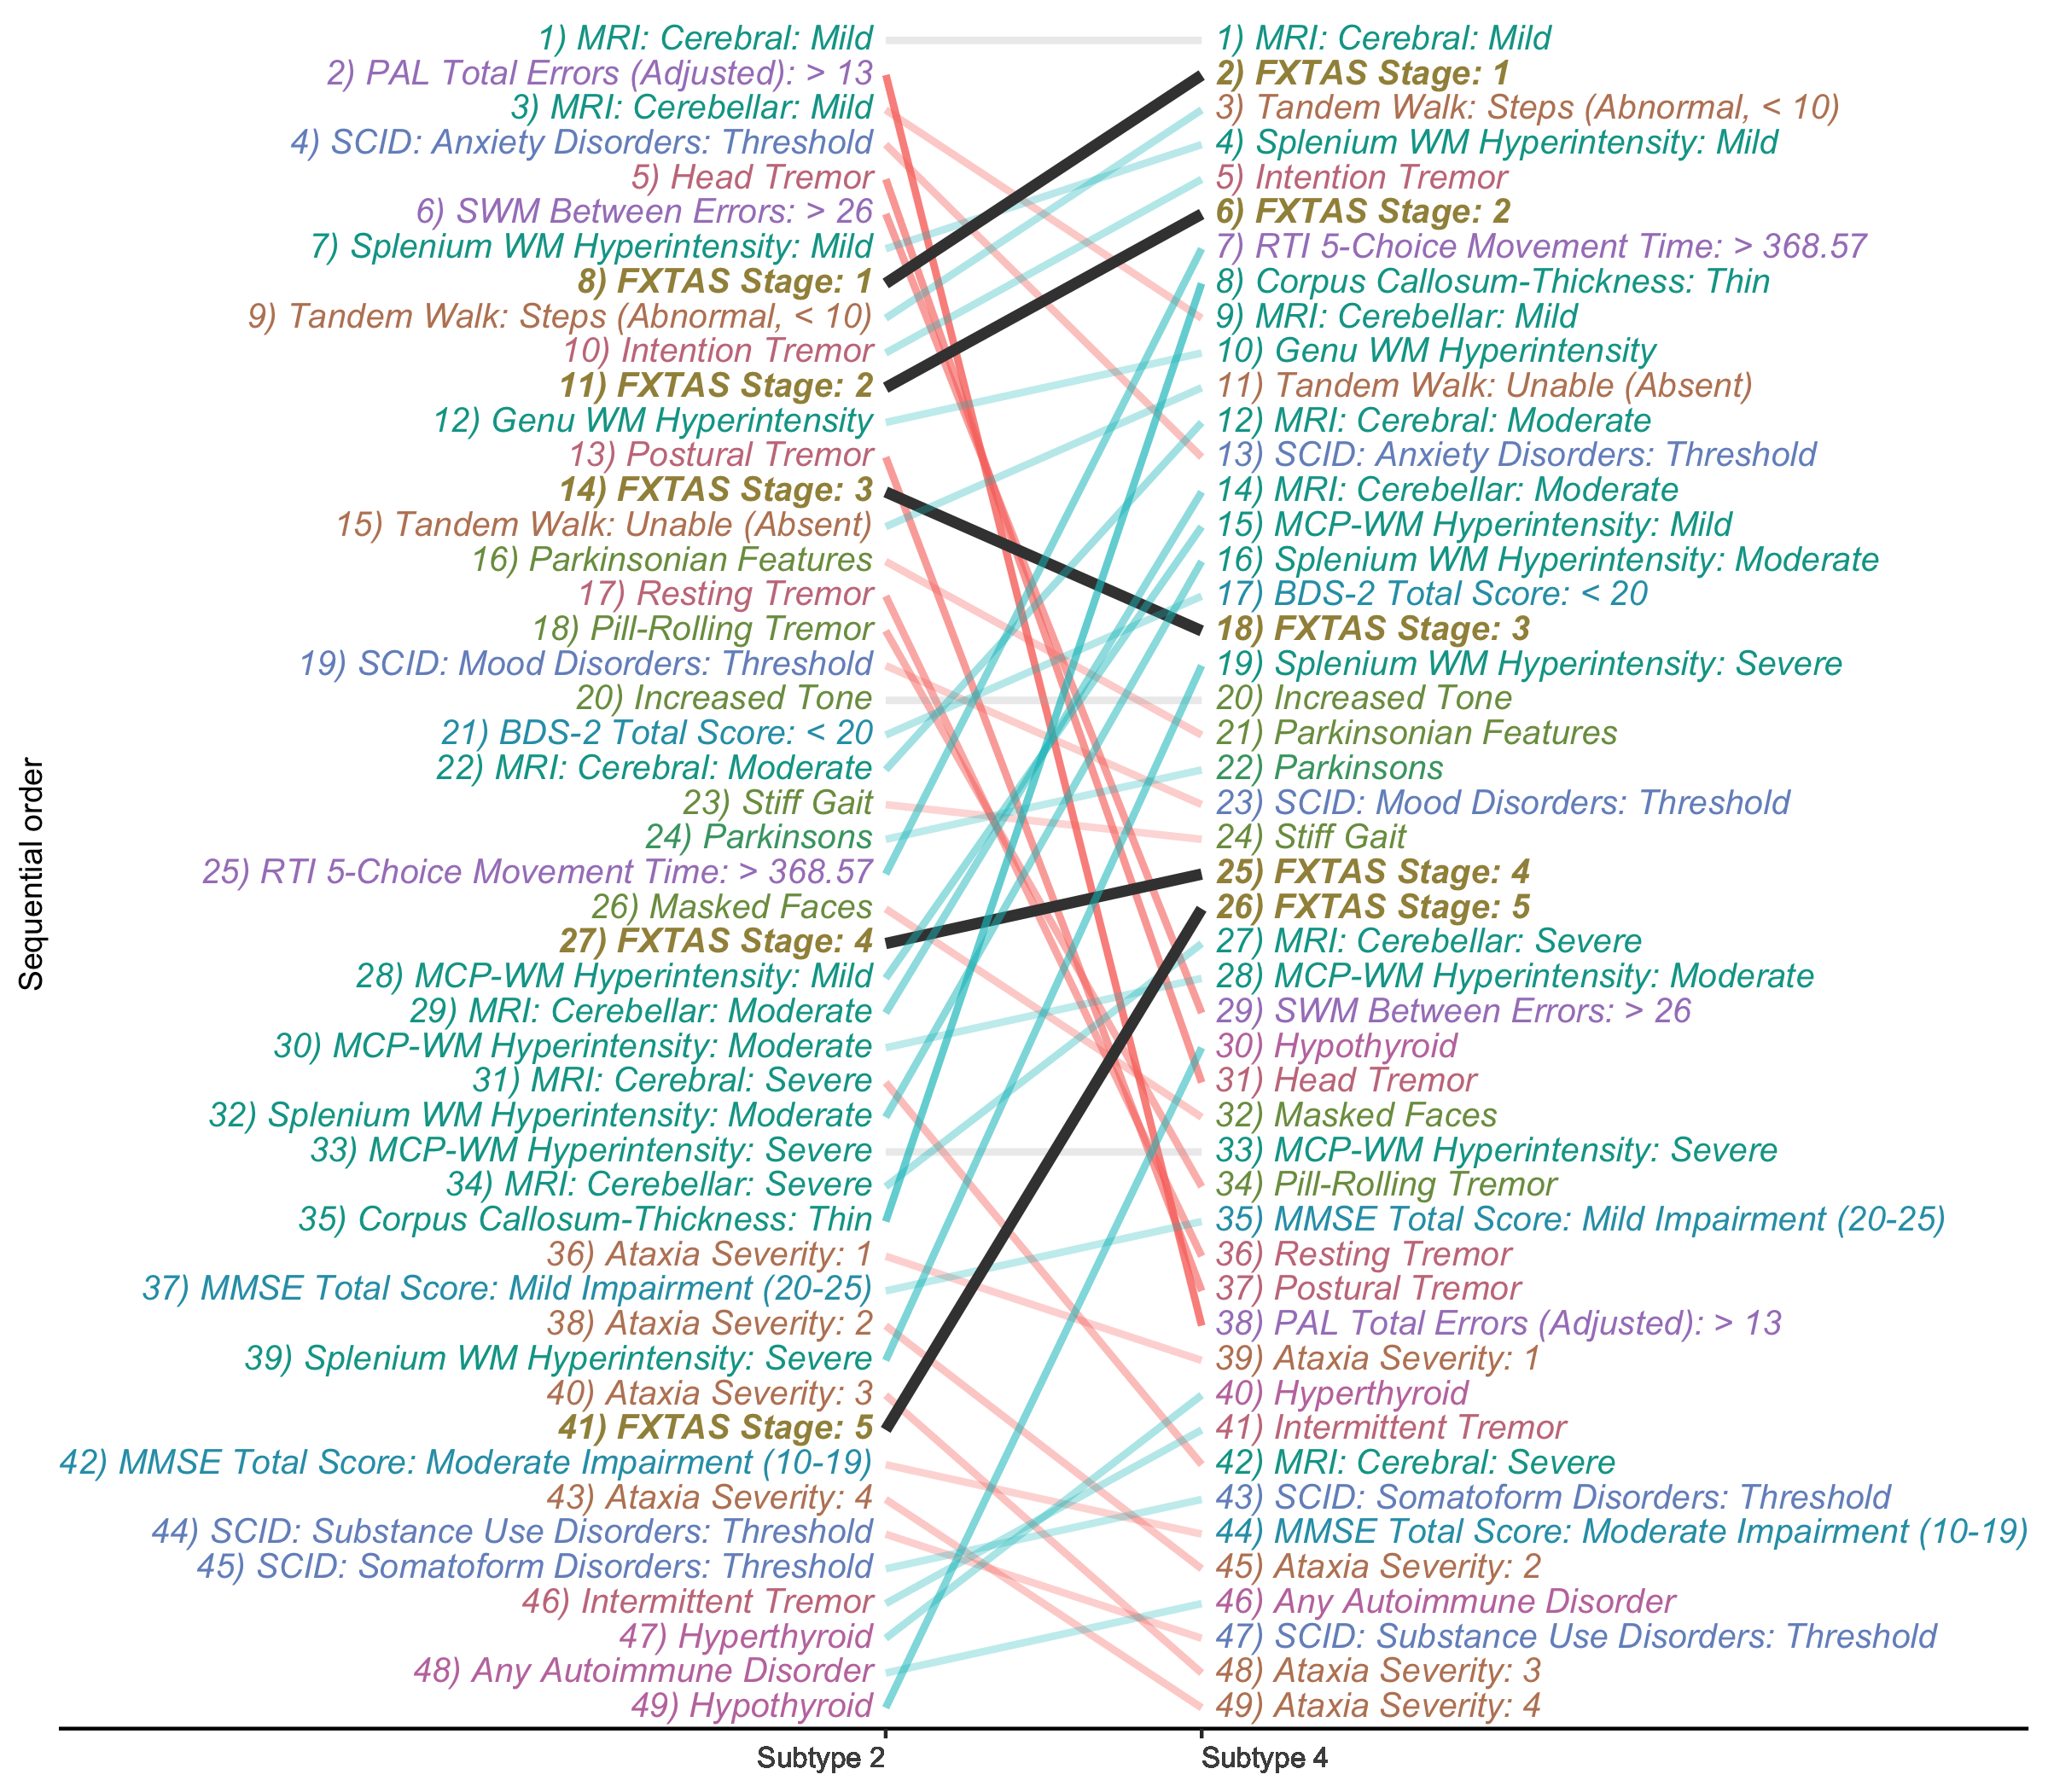 Sequential order
1) MRI: Cerebral: Mild
2) PAL Total Errors (Adjusted): > 13
3) MRI: Cerebellar: Mild
4) SCID: Anxiety Disorders: Threshold
5) Head Tremor
6) SWM Between Errors: > 26
7) Splenium WM Hyperintensity: Mild
8) FXTAS Stage: 1
9) Tandem Walk: Steps (Abnormal, < 10)
10) Intention Tremor
11) FXTAS Stage: 2
12) Genu WM Hyperintensity
13) Postural Tremor
14) FXTAS Stage: 3
15) Tandem Walk: Unable (Absent)
16) Parkinsonian Features
17) Resting Tremor
18) Pill-Rolling Tremor
19) SCID: Mood Disorders: Threshold
20) Increased Tone
21) BDS-2 Total Score: < 20
22) MRI: Cerebral: Moderate
23) Stiff Gait
24) Parkinsons
25) RTI 5-Choice Movement Time: > 368.57
26) Masked Faces
27) FXTAS Stage: 4
28) MCP-WM Hyperintensity: Mild
29) MRI: Cerebellar: Moderate
30) MCP-WM Hyperintensity: Moderate
31) MRI: Cerebral: Severe
32) Splenium WM Hyperintensity: Moderate
33) MCP-WM Hyperintensity: Severe
34) MRI: Cerebellar: Severe
35) Corpus Callosum-Thickness: Thin
36) Ataxia Severity: 1
37) MMSE Total Score: Mild Impairment (20-25)
38) Ataxia Severity: 2
39) Splenium WM Hyperintensity: Severe
40) Ataxia Severity: 3
41) FXTAS Stage: 5
42) MMSE Total Score: Moderate Impairment (10-19)
43) Ataxia Severity: 4
44) SCID: Substance Use Disorders: Threshold
45) SCID: Somatoform Disorders: Threshold
46) Intermittent Tremor
47) Hyperthyroid
48) Any Autoimmune Disorder
49) Hypothyroid
1) MRI: Cerebral: Mild
2) FXTAS Stage: 1
3) Tandem Walk: Steps (Abnormal, < 10)
4) Splenium WM Hyperintensity: Mild
5) Intention Tremor
6) FXTAS Stage: 2
7) RTI 5-Choice Movement Time: > 368.57
8) Corpus Callosum-Thickness: Thin
9) MRI: Cerebellar: Mild
10) Genu WM Hyperintensity
11) Tandem Walk: Unable (Absent)
12) MRI: Cerebral: Moderate
13) SCID: Anxiety Disorders: Threshold
14) MRI: Cerebellar: Moderate
15) MCP-WM Hyperintensity: Mild
16) Splenium WM Hyperintensity: Moderate
17) BDS-2 Total Score: < 20
18) FXTAS Stage: 3
19) Splenium WM Hyperintensity: Severe
20) Increased Tone
21) Parkinsonian Features
22) Parkinsons
23) SCID: Mood Disorders: Threshold
24) Stiff Gait
25) FXTAS Stage: 4
26) FXTAS Stage: 5
27) MRI: Cerebellar: Severe
28) MCP-WM Hyperintensity: Moderate
29) SWM Between Errors: > 26
30) Hypothyroid
31) Head Tremor
32) Masked Faces
33) MCP-WM Hyperintensity: Severe
34) Pill-Rolling Tremor
35) MMSE Total Score: Mild Impairment (20-25)
36) Resting Tremor
37) Postural Tremor
38) PAL Total Errors (Adjusted): > 13
39) Ataxia Severity: 1
40) Hyperthyroid
41) Intermittent Tremor
42) MRI: Cerebral: Severe
43) SCID: Somatoform Disorders: Threshold
44) MMSE Total Score: Moderate Impairment (10-19)
45) Ataxia Severity: 2
46) Any Autoimmune Disorder
47) SCID: Substance Use Disorders: Threshold
48) Ataxia Severity: 3
49) Ataxia Severity: 4
Subtype 2
Subtype 4